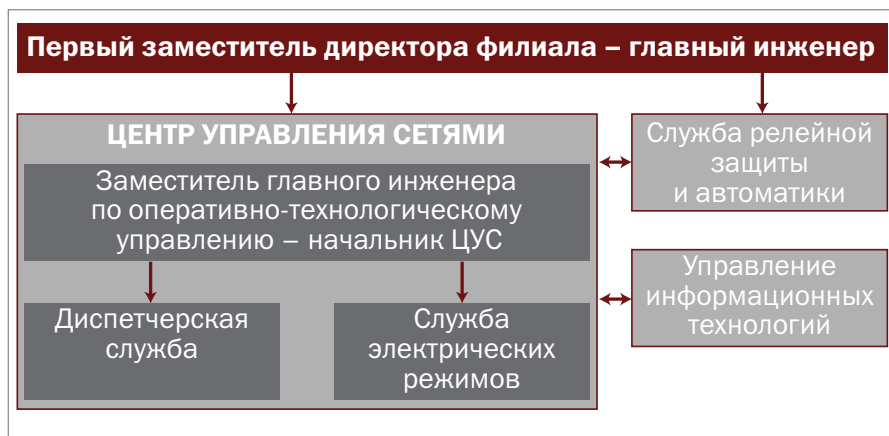 Первый заместитель директора филиала – главный инженер
ЦЕНТР УПРАВЛЕНИЯ СЕТЯМИ
Заместитель главного инженера
по оперативно-технологическому
управлению – начальник ЦУС
Диспетчерская
служба
Служба
электрических
режимов
Служба релейной
защиты
и автоматики
Управление
информационных
технологий